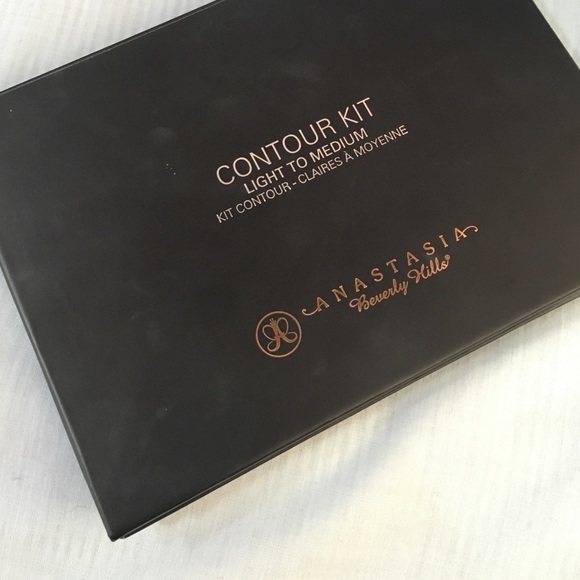 CONTOUR KIT
LIGHT TO MEDIUM
KIT CONTOUR - CLAIRES À MOYENNE
ANASTASIA
Beverly Hills®